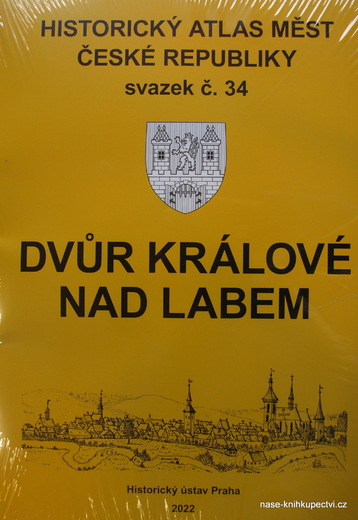 HISTORICKÝ ATLAS MĚST
ČESKÉ REPUBLIKY
svazek č. 34
DVŮR KRÁLOVÉ
NAD LABEM
Historický ústav Praha
2022
nase-knihkupectvi.cz